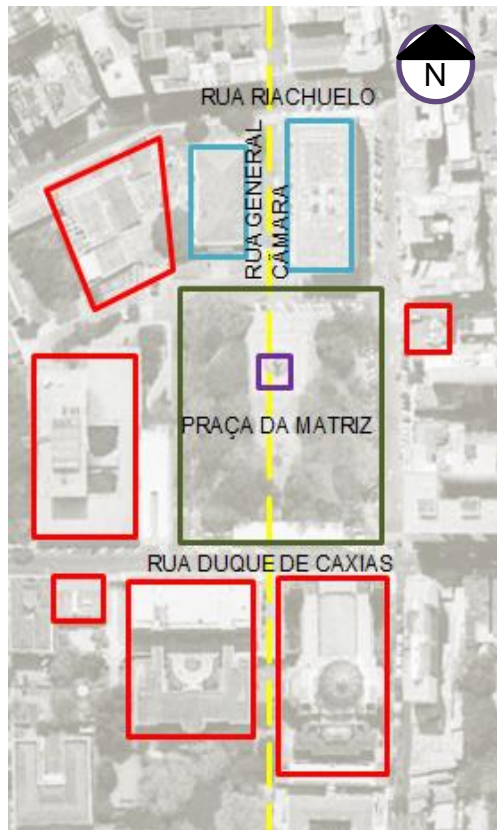 N
RUA RIACHUELO
RUA GENERAL
CÂMARA
PRAÇA DA MATRIZ
RUA DUQUE DE CAXIAS